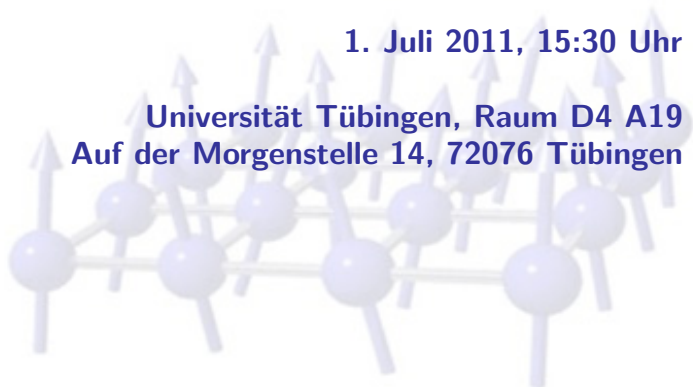 1. Juli 2011, 15:30 Uhr
Universität Tübingen, Raum D4 A19
Auf der Morgenstelle 14, 72076 Tübingen